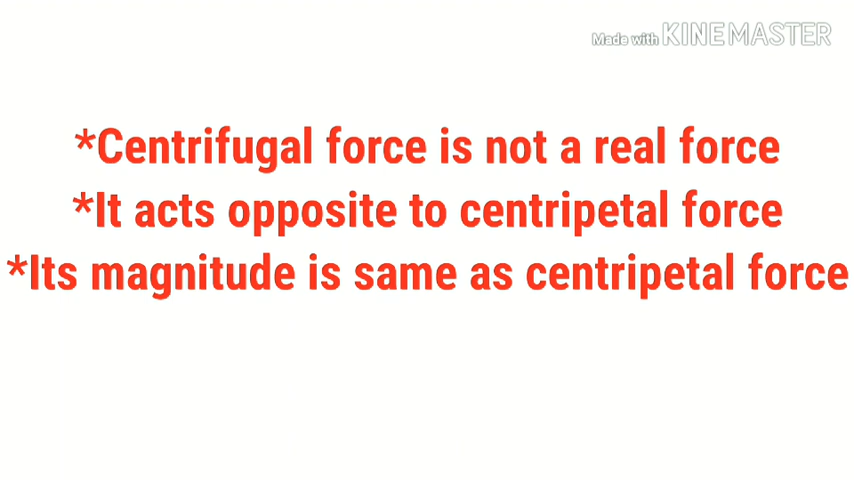 Made with KINEMASTER
*Centrifugal force is not a real force
*It acts opposite to centripetal force
*Its magnitude is same as centripetal force